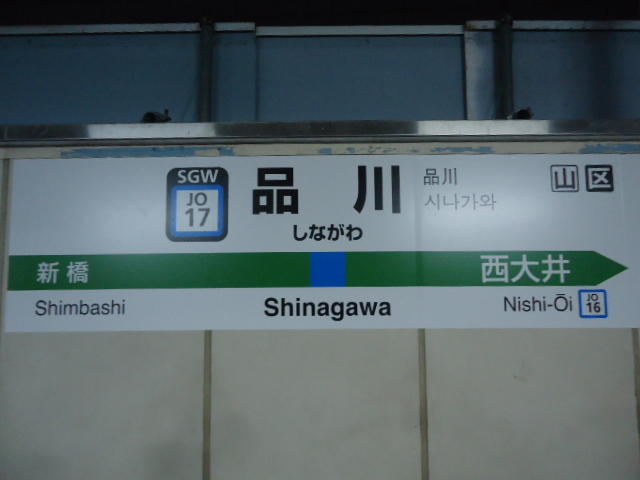 SGW
JO
17
品川
しながわ
品川
시나가와
山 区
新橋
西大井
Shimbashi
Shinagawa
Nishi-Ōi
JO
16